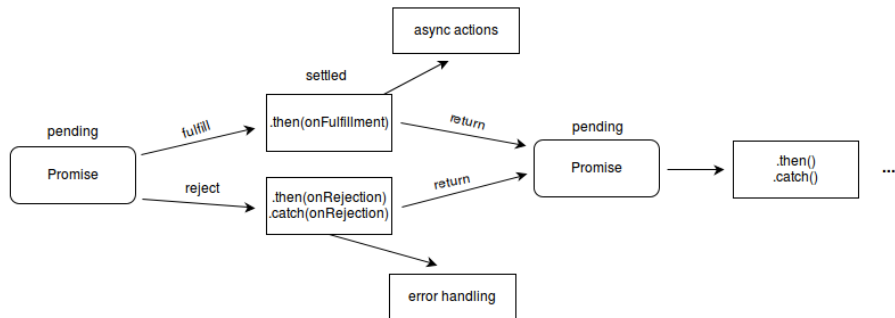 async actions
settled
.then(onFulfillment)
pending
fulfill
return
pending
Promise
reject
.then(onRejection)
.catch(onRejection)
return
Promise
.then()
.catch()
...
error handling